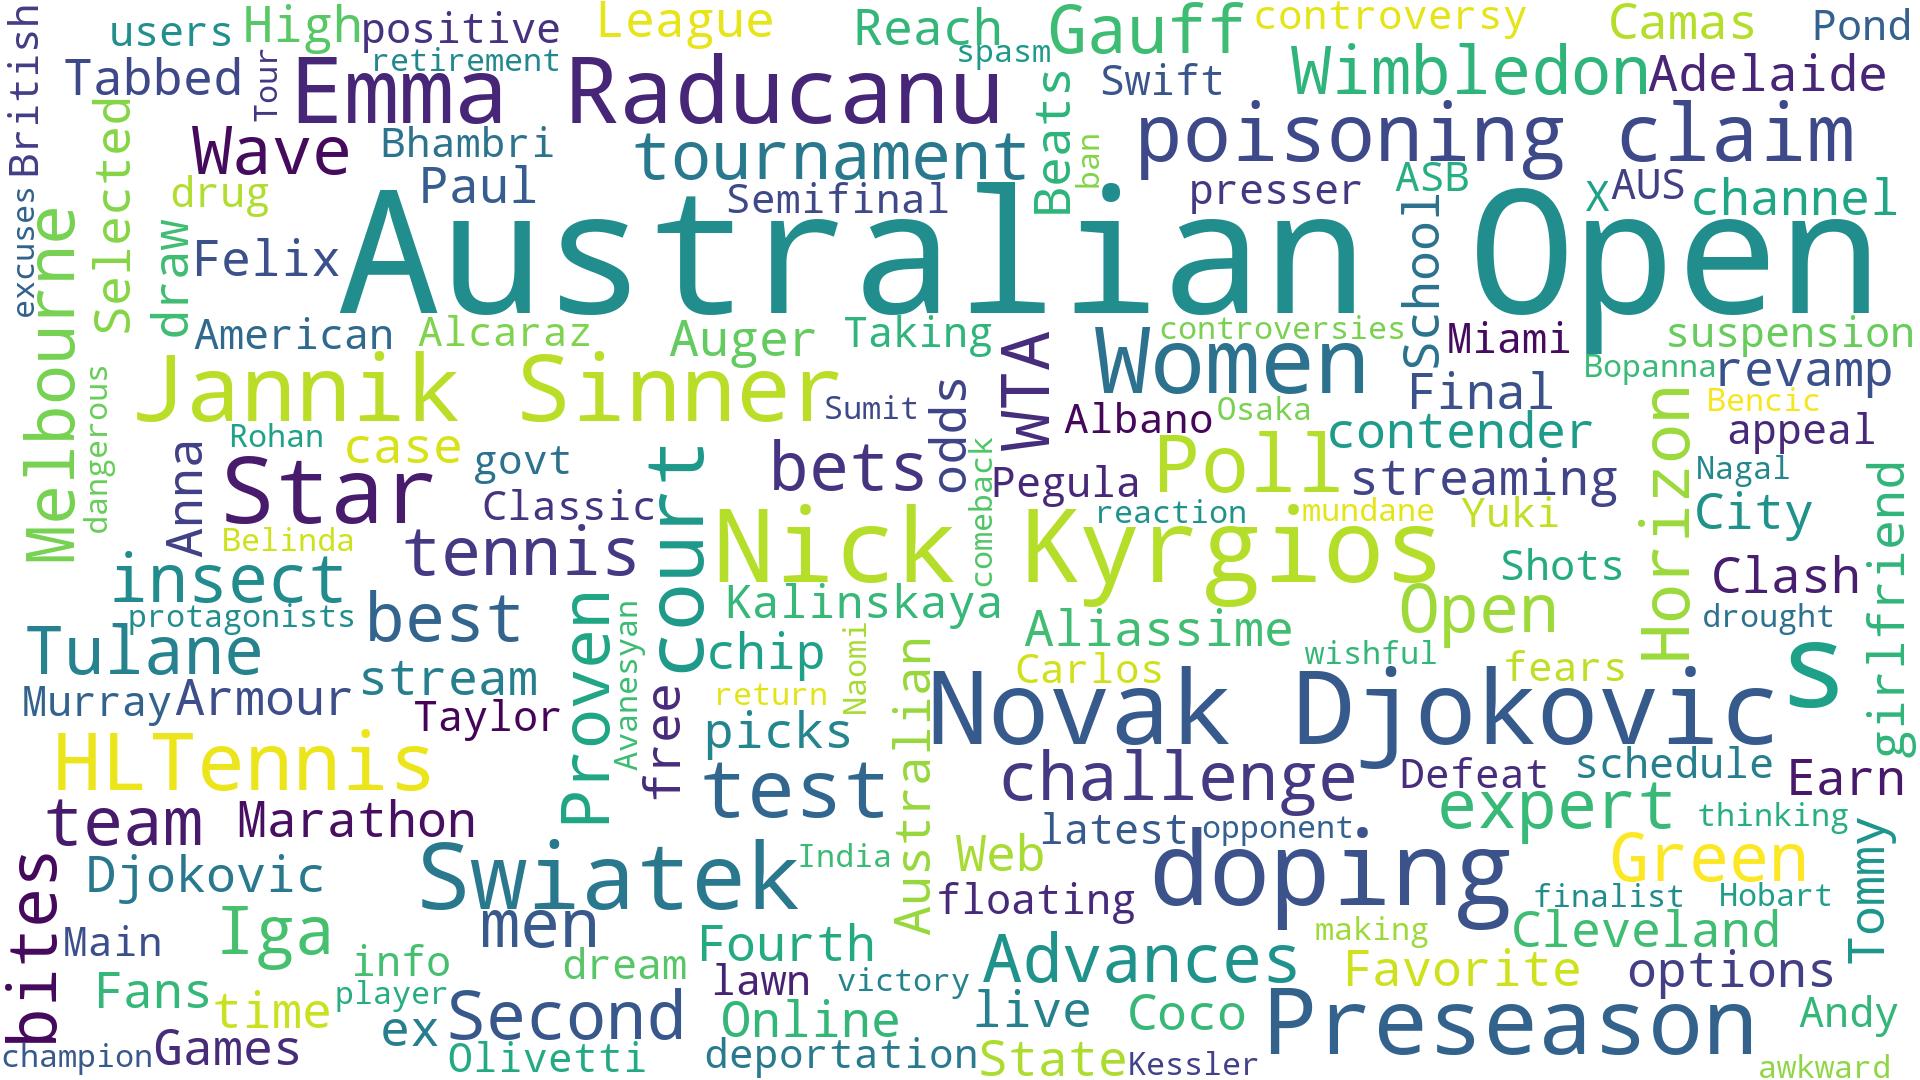 British
users
High
positive
League
Reach
spasm
Gauff
controversy
Camas
Pond
Tabbed
Tour
retirement
Emma Raducanu
Beats
Swift
Wimbledon
Adelaide
Selected
Wave
Bhambri
tournament
ban
poisoning claim
excuses
drug
Paul
Semifinal
presser
ASB
X
AUS
channel
Melbourne
draw
Felix
Australian Open
School
American
Alcaraz
Auger
Taking
WTA
Women
controversies
Miami
suspension
dangerous
Jannik Sinner
Sumit
odds
Final
Bopanna
revamp
Rohan
case
Albano
Osaka
Horizon
Bencic
Anna
Star
govt
court
bets
comeback
Pegula
Poll
contender
appeal
streaming
Nagal
Classic
Nick Kyrgios
reaction
mundane
Yuki
City
girlfriend
Belinda
tennis
Shots
Clash
insect
protagonists
best
Proven
Avanesyan
Kalinskaya
Aliassime
Open
drought
Tulane
stream
chip
Naomi
Australian
wishful
Carlos
fears
s
Murray
Armour
Taylor
free
return
picks
Novak Djokovic
HLTennis
test
challenge
Defeat
schedule
Earn
team
Marathon
latest
opponent
expert
thinking
bites
Djokovic
Swiatek
India
Web
doping
Green
Tommy
floating
finalist
Hobart
Iga
men
Main
Fourth
Advances
making
Cleveland
Fans
info
dream
lawn
victory
Favorite
options
time
player
ex
Second
Online
live
Coco
Preseason
Andy
champion
Games
Olivetti
deportation
State
Kessler
awkward